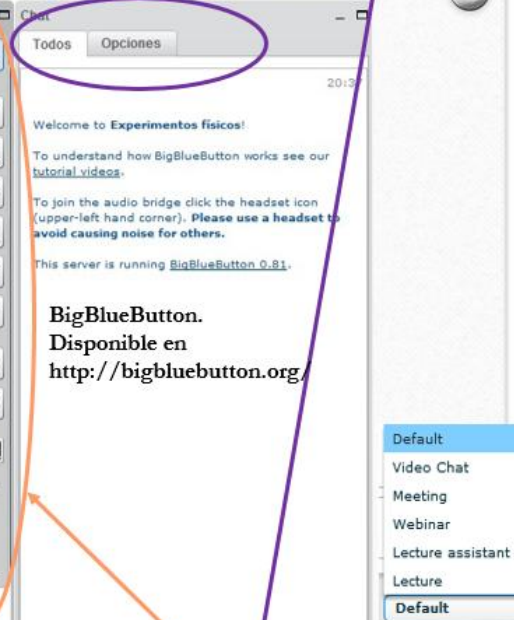 Chat
Todos
Opciones
20:37
Welcome to Experimentos físicos!
To understand how BigBlueButton works see our
tutorial videos.
To join the audio bridge click the headset icon
(upper-left hand corner). Please use a headset to
avoid causing noise for others.
This server is running BigBlueButton 0.81.
BigBlueButton.
Disponible en
http://bigbluebutton.org/
Default
Video Chat
Meeting
Webinar
Lecture assistant
Lecture
Default